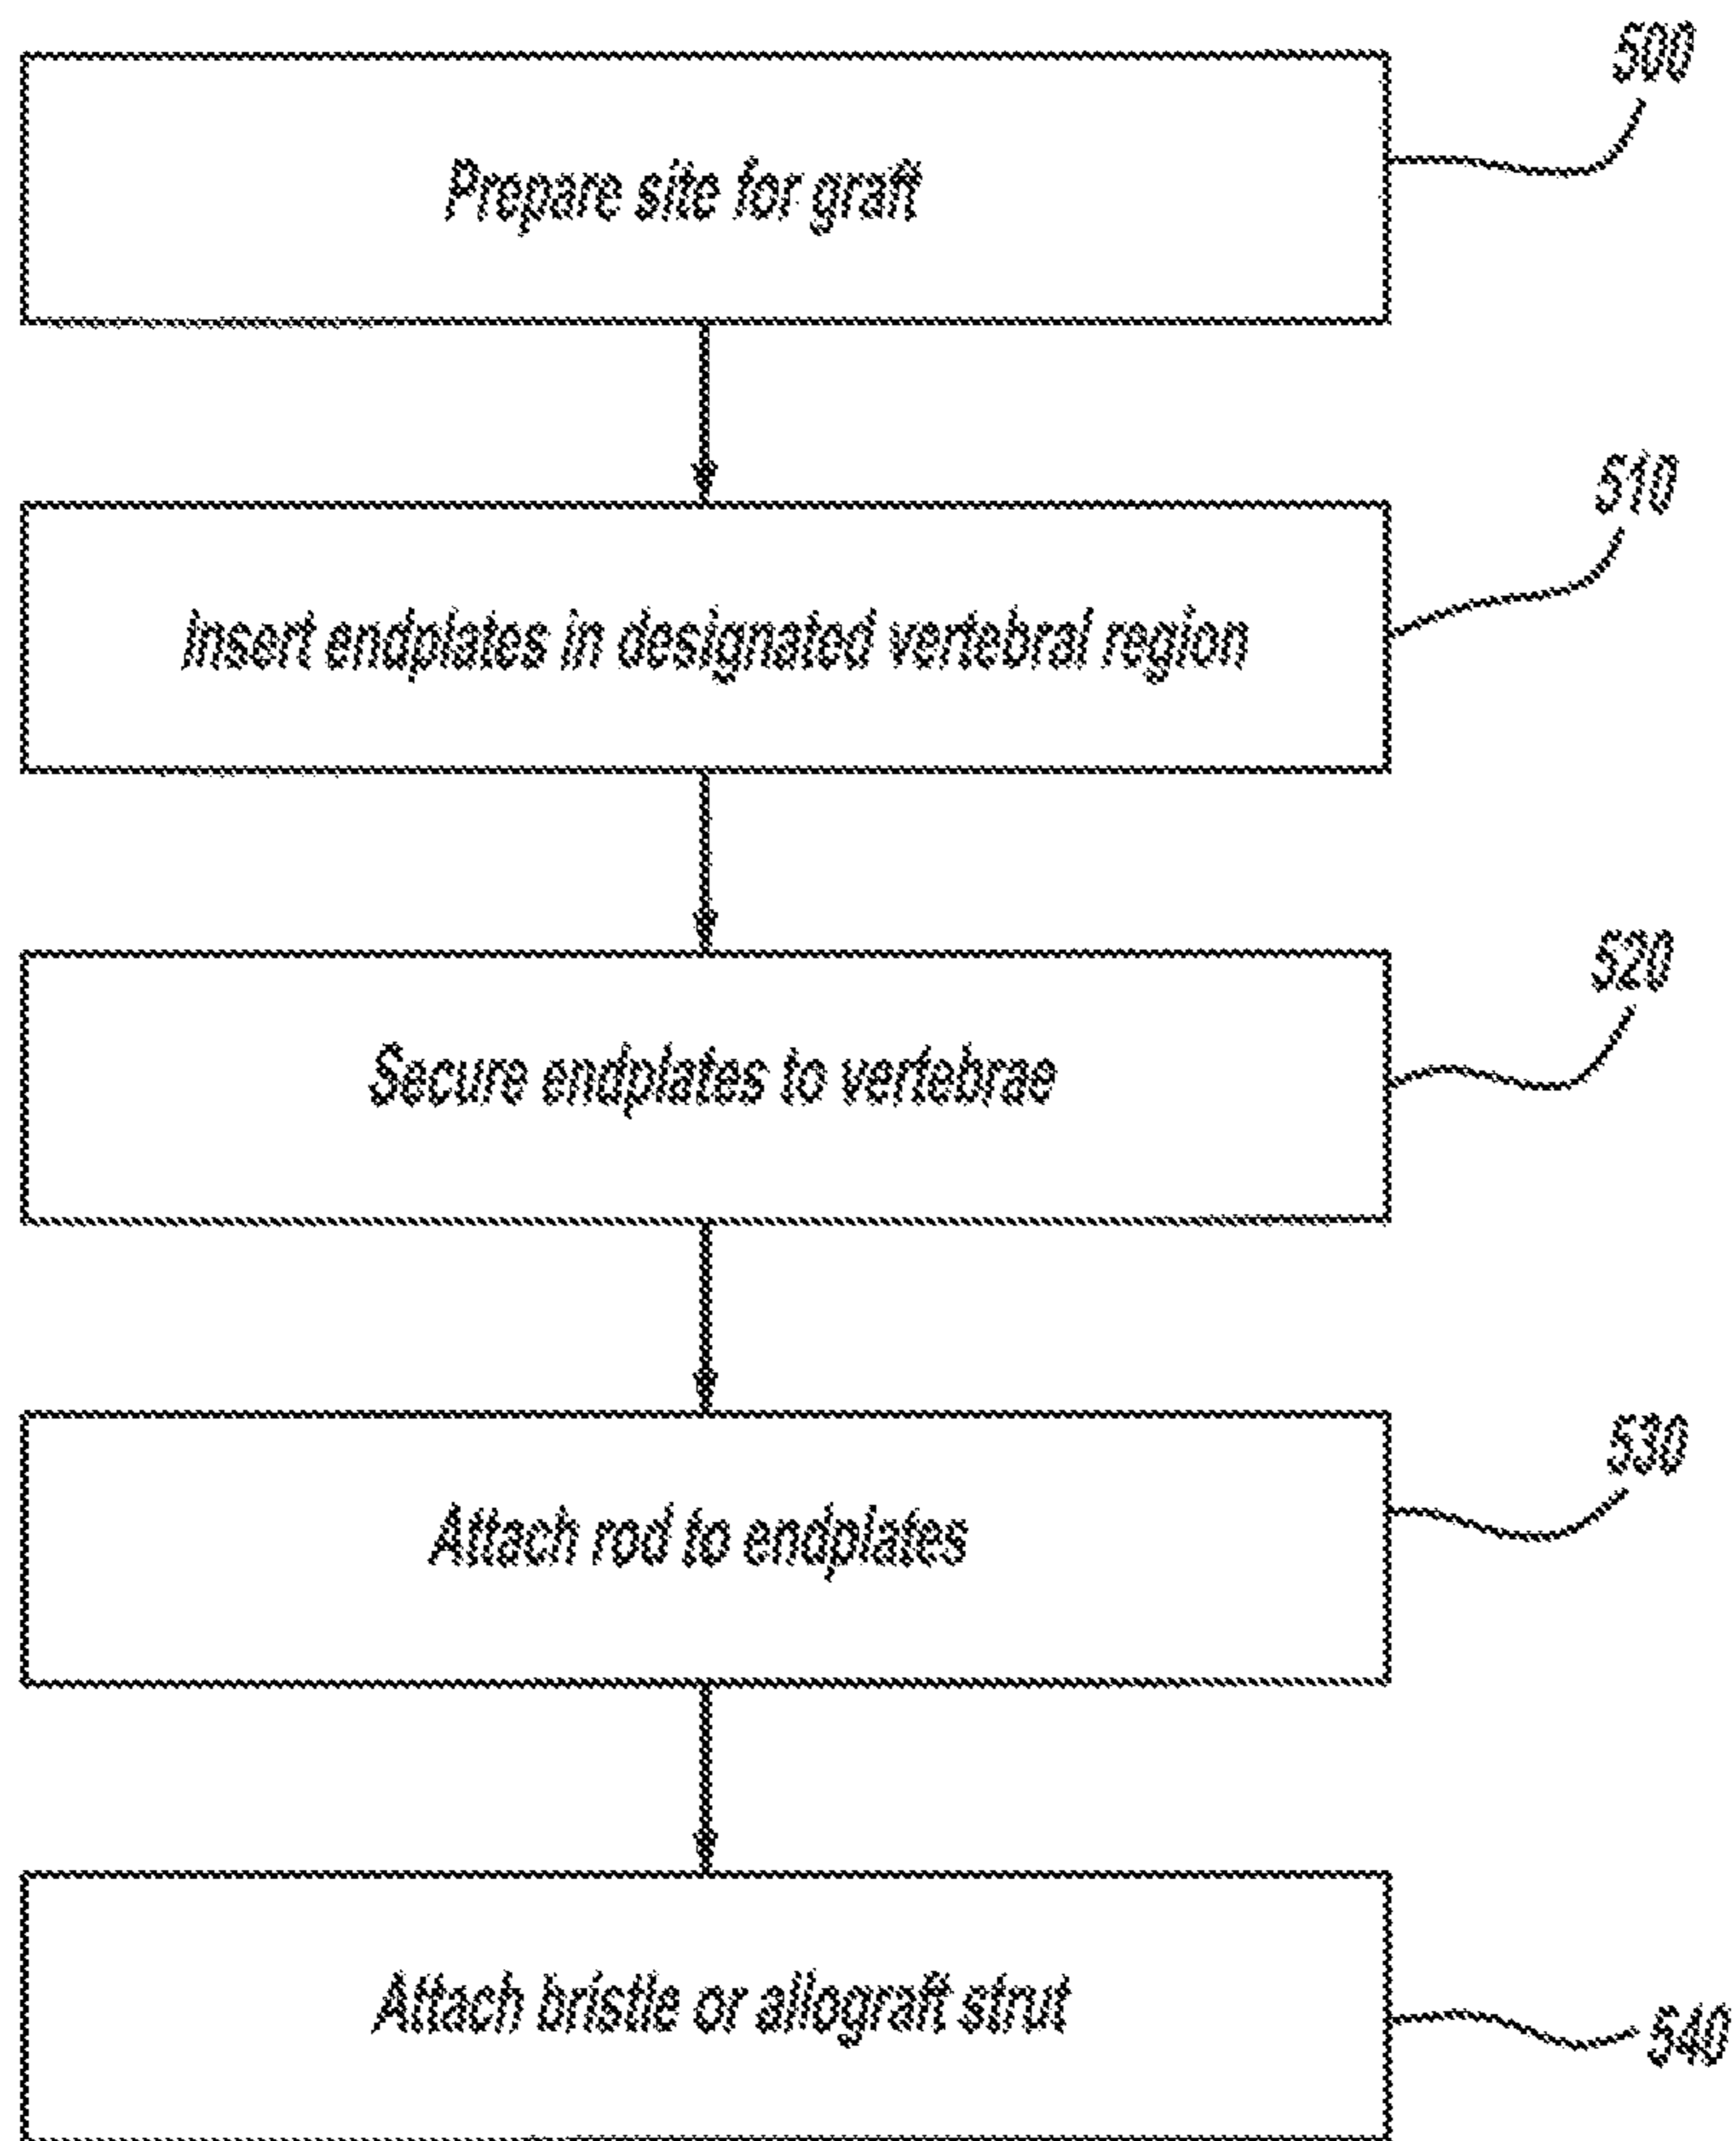 500
Prepare site for graft
510
Insert endplates in designated vertebral region
520
Secure endplates to vertebrae
530
Attach rod to endplates
Attach bristle or allograft strut
540